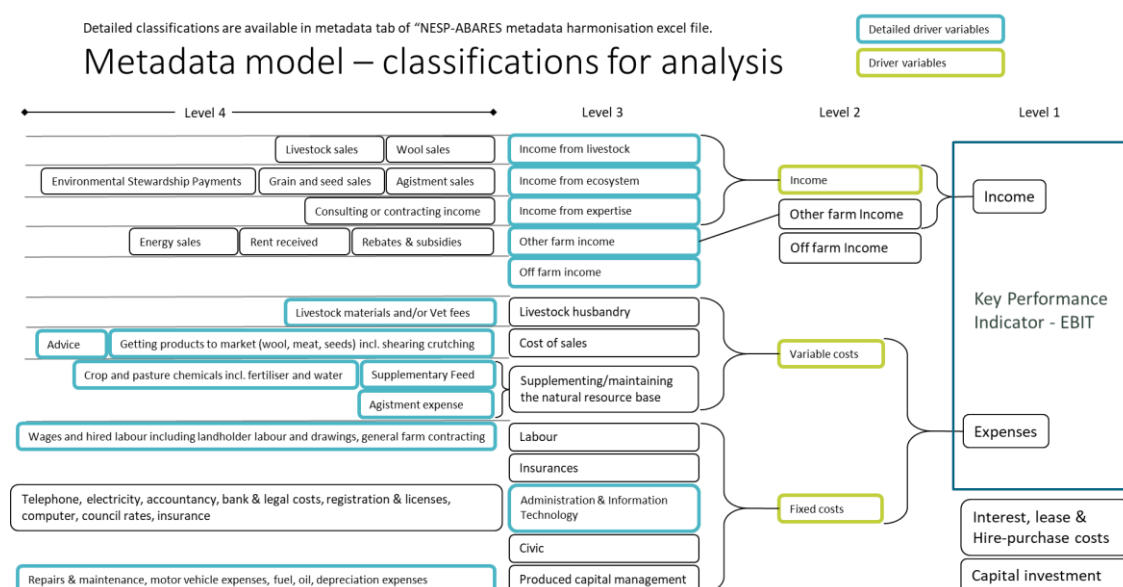 Detailed classifications are available in metadata tab of “NESP-ABARES metadata harmonisation excel file.
Metadata model – classifications for analysis
Detailed driver variables
Driver variables
Level 4
Level 3
Level 2
Level 1
Livestock sales
Wool sales
Income from livestock
Environmental Stewardship Payments
Grain and seed sales
Agistment sales
Income from ecosystem
Income
Income
Consulting or contracting income
Income from expertise
Other farm Income
Energy sales
Rent received
Rebates & subsidies
Other farm income
Off farm Income
Off farm income
Key Performance
Indicator - EBIT
Livestock materials and/or Vet fees
Livestock husbandry
Advice
Getting products to market (wool, meat, seeds) incl. shearing crutching
Cost of sales
Variable costs
Crop and pasture chemicals incl. fertiliser and water
Supplementary Feed
Supplementing/maintaining
the natural resource base
Agistment expense
Wages and hired labour including landholder labour and drawings, general farm contracting
Labour
Expenses
Insurances
Telephone, electricity, accountancy, bank & legal costs, registration & licenses,
computer, council rates, insurance
Administration & Information
Technology
Fixed costs
Interest, lease &
Hire-purchase costs
Civic
Repairs & maintenance, motor vehicle expenses, fuel, oil, depreciation expenses
Produced capital management
Capital investment